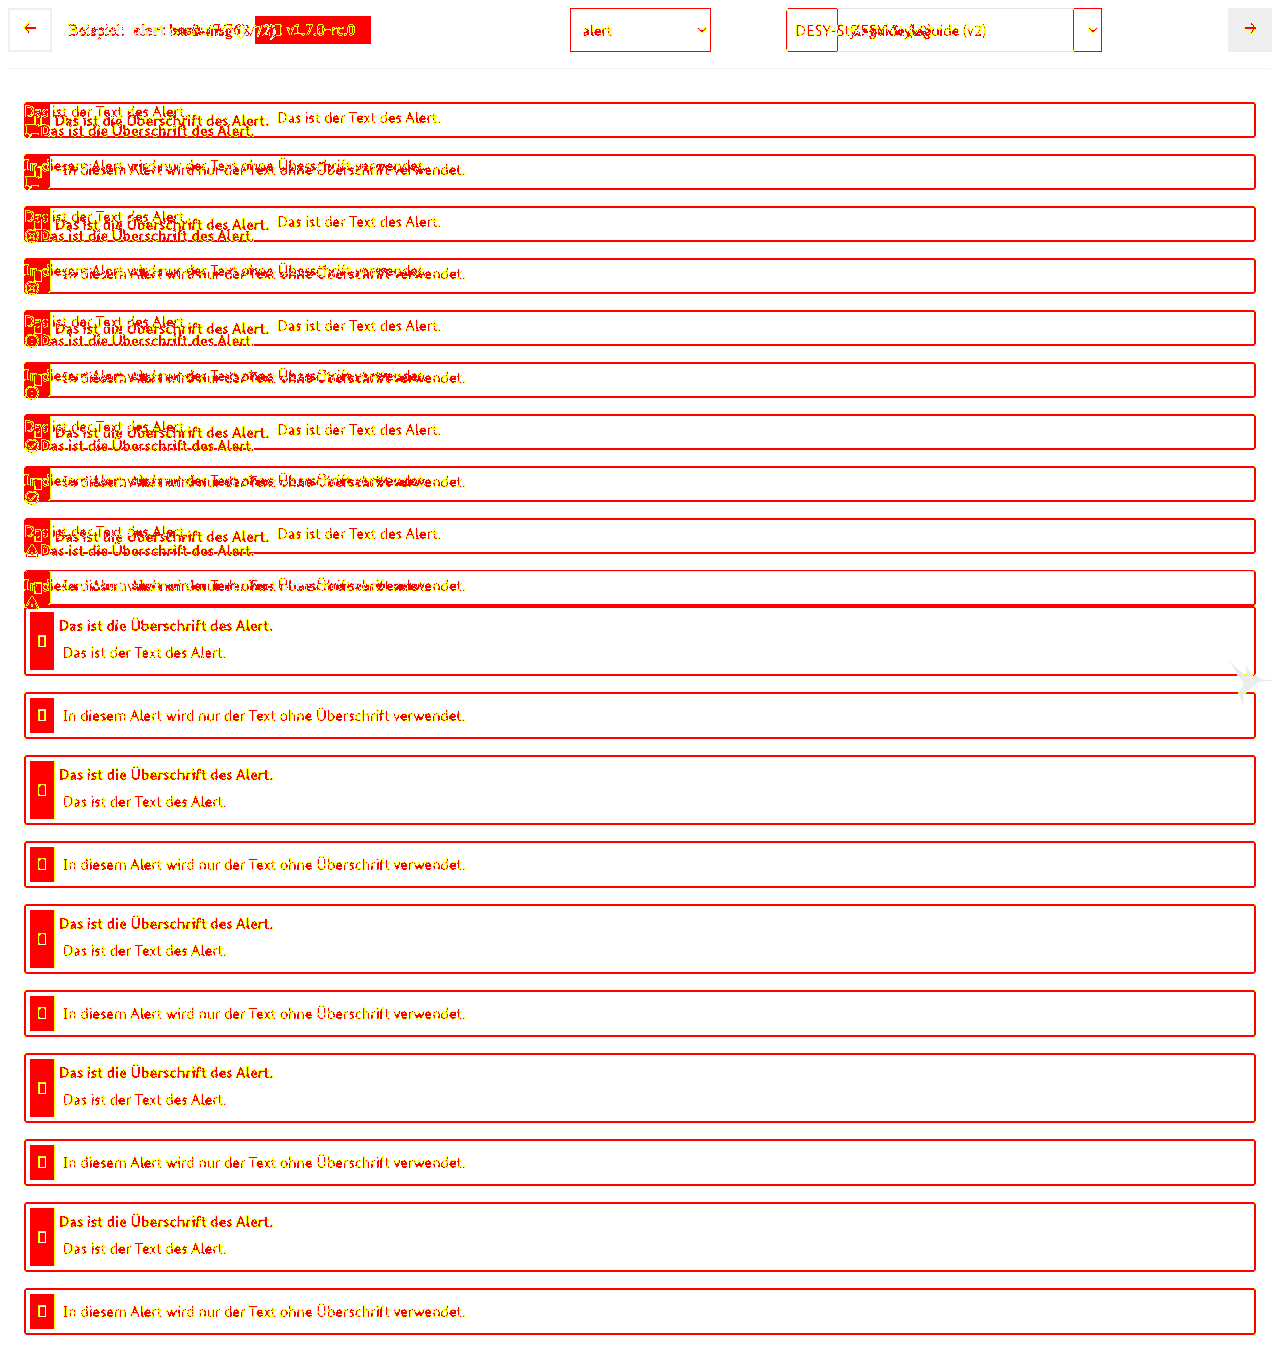 Beispiel: alert v1.7.0-rc.0
alert
DESY-Styleguide (v2)
Das ist der Text des Alert.
Das ist die Überschrift des Alert. Das ist der Text des Alert.
Das ist die Überschrift des Alert.
In diesem Alert wird nur der Text ohne Überschrift verwendet.
In diesem Alert wird nur der Text ohne Überschrift verwendet.
Das ist der Text des Alert.
Das ist die Überschrift des Alert. Das ist der Text des Alert.
Das ist die Überschrift des Alert.
In diesem Alert wird nur der Text ohne Überschrift verwendet.
In diesem Alert wird nur der Text ohne Überschrift verwendet.
Das ist der Text des Alert.
Das ist die Überschrift des Alert. Das ist der Text des Alert.
Das ist die Überschrift des Alert.
In diesem Alert wird nur der Text ohne Überschrift verwendet.
In diesem Alert wird nur der Text ohne Überschrift verwendet.
Das ist der Text des Alert.
Das ist die Überschrift des Alert. Das ist der Text des Alert.
Das ist die Überschrift des Alert.
In diesem Alert wird nur der Text ohne Überschrift verwendet.
In diesem Alert wird nur der Text ohne Überschrift verwendet.
Das ist der Text des Alert.
Das ist die Überschrift des Alert. Das ist der Text des Alert.
Das ist die Überschrift des Alert.
In diesem Alert wird nur der Text ohne Überschrift verwendet.
Das ist die Überschrift des Alert.
Das ist der Text des Alert.
In diesem Alert wird nur der Text ohne Überschrift verwendet.
Das ist die Überschrift des Alert.
Das ist der Text des Alert.
In diesem Alert wird nur der Text ohne Überschrift verwendet.
Das ist die Überschrift des Alert.
Das ist der Text des Alert.
In diesem Alert wird nur der Text ohne Überschrift verwendet.
Das ist die Überschrift des Alert.
Das ist der Text des Alert.
In diesem Alert wird nur der Text ohne Überschrift verwendet.
Das ist die Überschrift des Alert.
Das ist der Text des Alert.
In diesem Alert wird nur der Text ohne Überschrift verwendet.